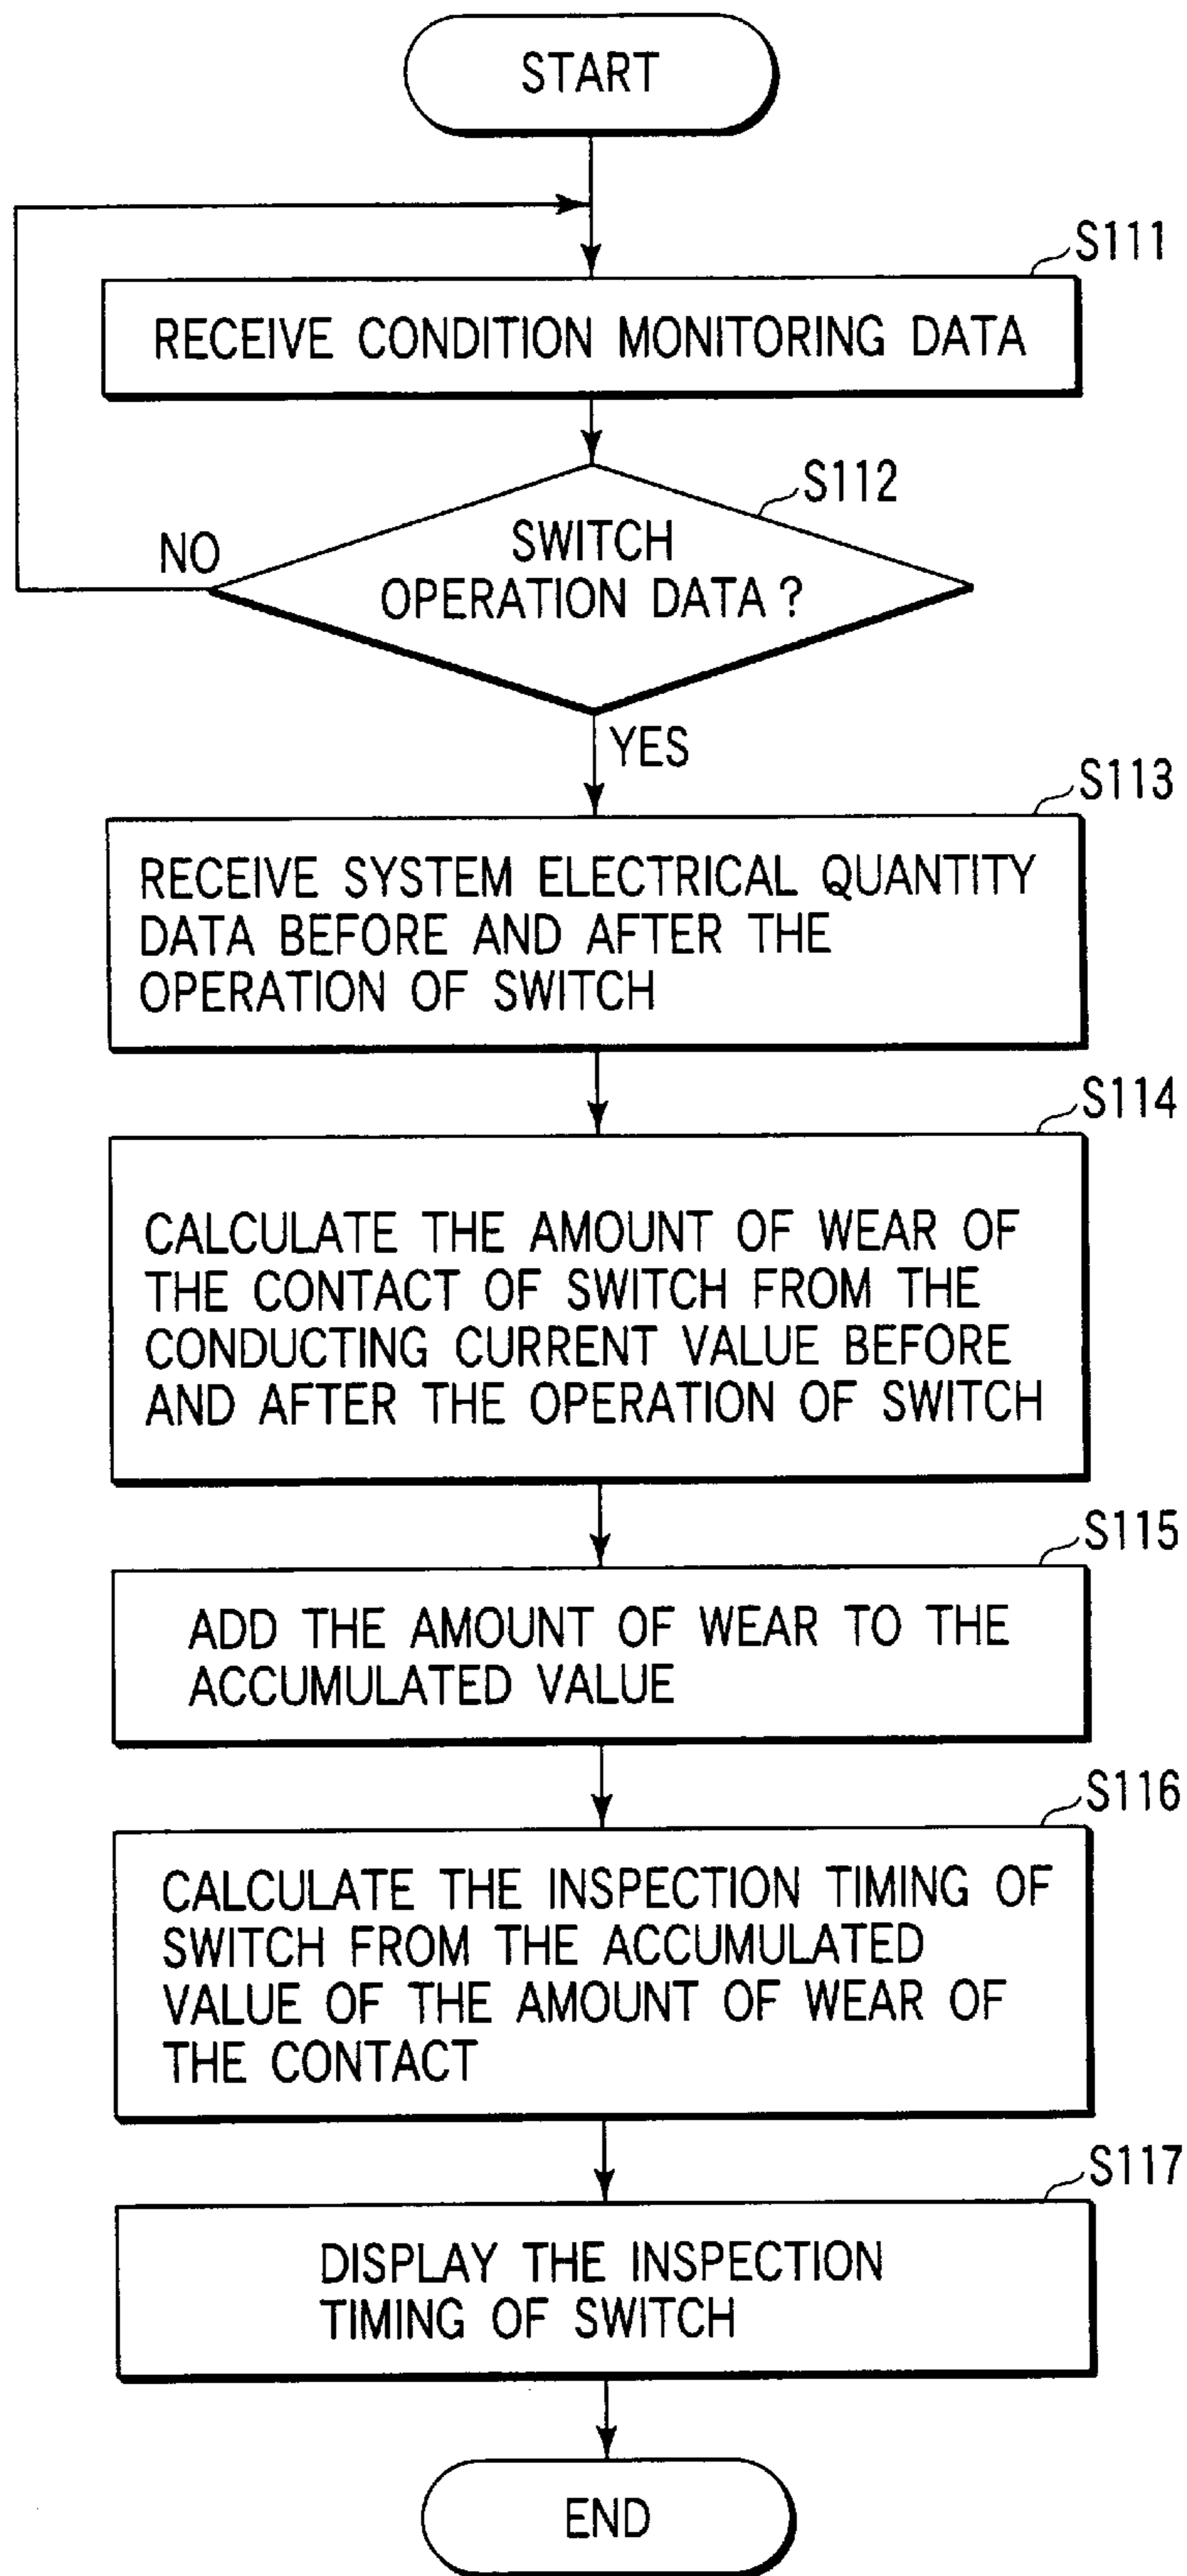 START
S111
RECEIVE CONDITION MONITORING DATA
S112
SWITCH
OPERATION DATA?
NO
YES
S113
RECEIVE SYSTEM ELECTRICAL QUANTITY
DATA BEFORE AND AFTER THE
OPERATION OF SWITCH
S114
CALCULATE THE AMOUNT OF WEAR OF
THE CONTACT OF SWITCH FROM THE
CONDUCTING CURRENT VALUE BEFORE
AND AFTER THE OPERATION OF SWITCH
S115
ADD THE AMOUNT OF WEAR TO THE
ACCUMULATED VALUE
S116
CALCULATE THE INSPECTION TIMING OF
SWITCH FROM THE ACCUMULATED
VALUE OF THE AMOUNT OF WEAR OF
THE CONTACT
S117
DISPLAY THE INSPECTION
TIMING OF SWITCH
END